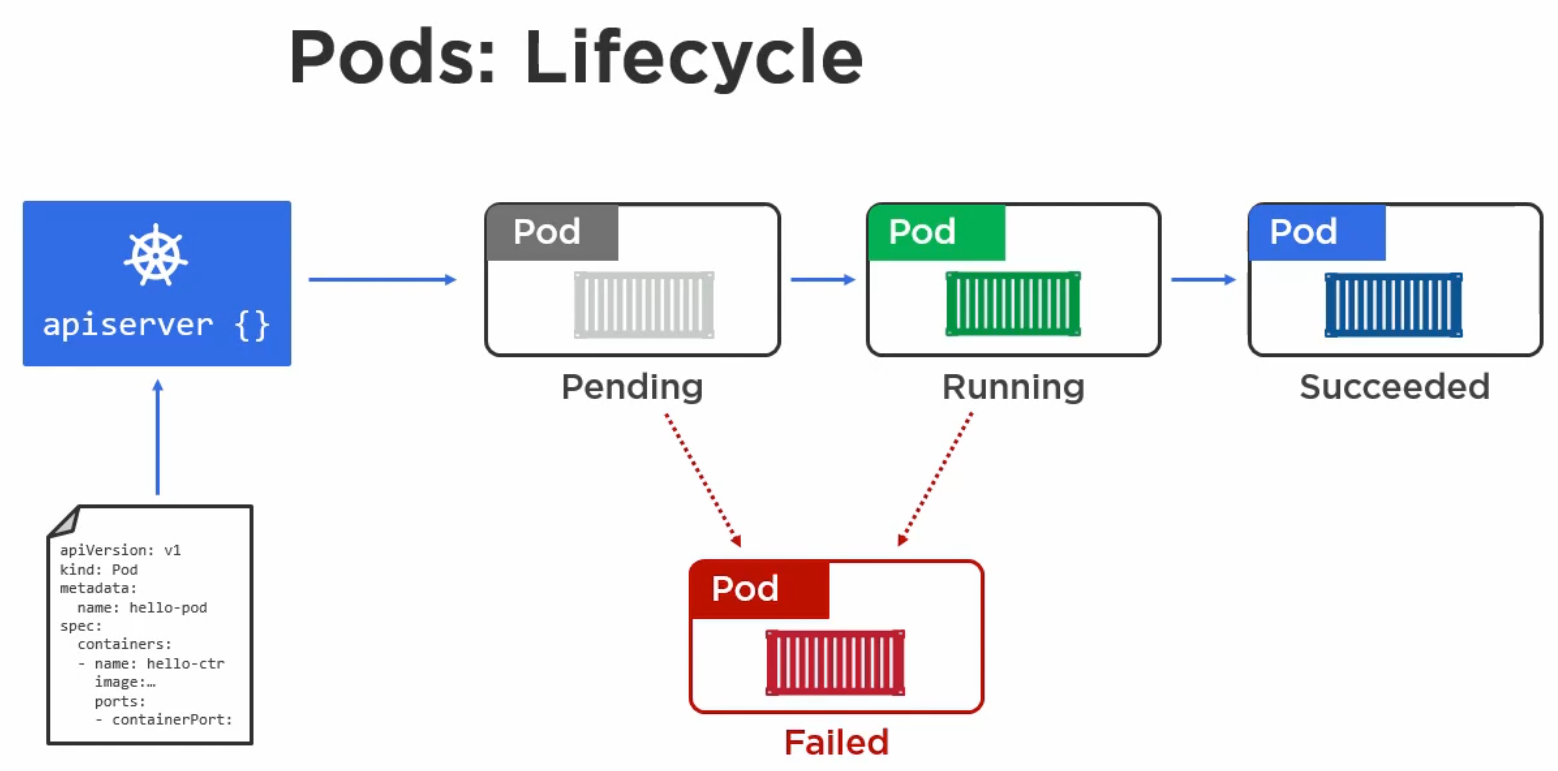 Pods: Lifecycle
apiserver {}
Pod
Pod
Pod
Pending
Running
Succeeded
apiVersion: v1
kind: Pod
metadata:
  name: hello-pod
spec:
  containers:
  - name: hello-ctr
    image:…
    ports:
    - containerPort:
Pod
Failed